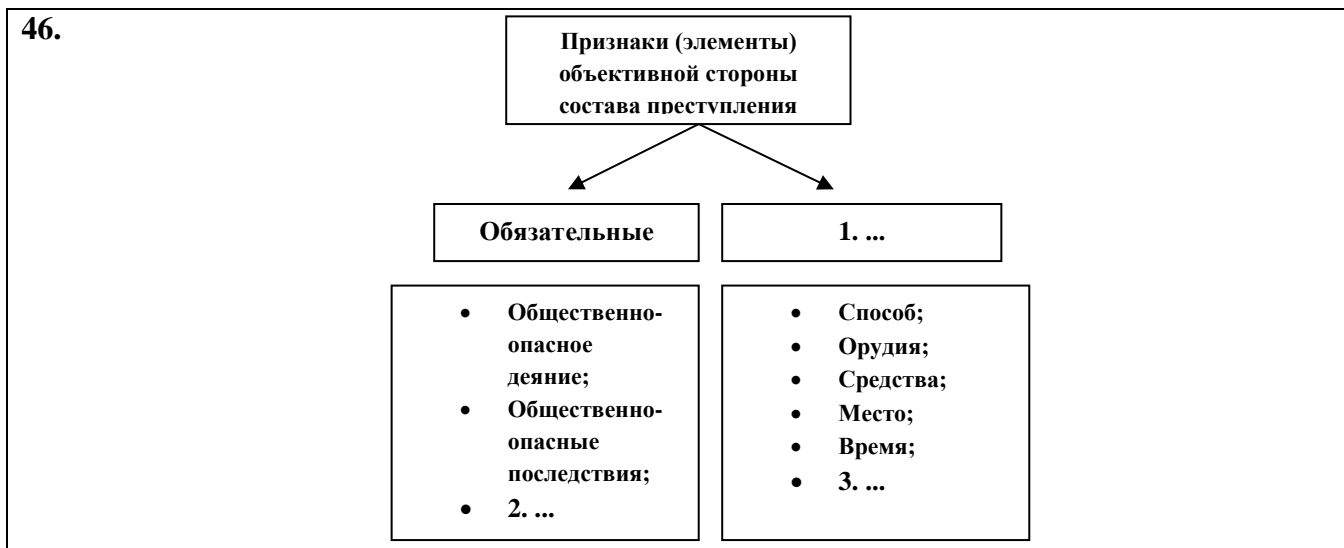 46.
Признаки (элементы)
объективной стороны
состава преступления
Обязательные
1. ...
• Общественно-
опасное
деяние;
• Общественно-
опасные
последствия;
• 2. ...
• Способ;
• Орудия;
• Средства;
• Место;
• Время;
• 3. ...